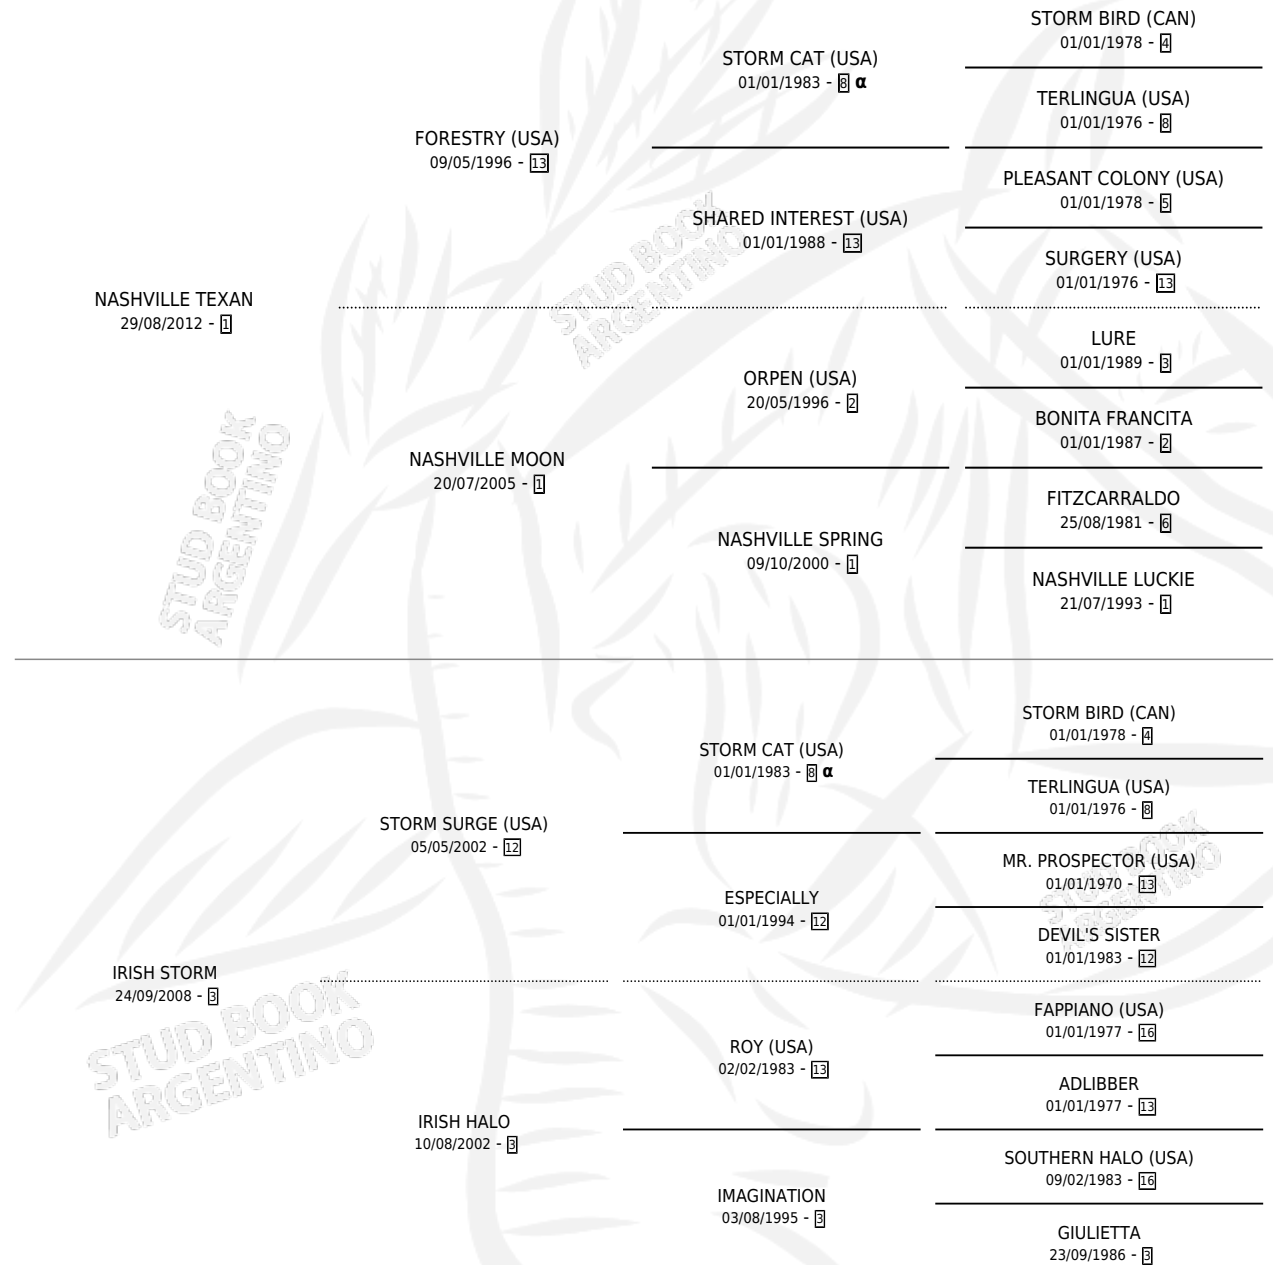 STORM BIRD (CAN)
01/01/1978 - 4
STORM CAT (USA)
01/01/1983 - 8 α
TERLINGUA (USA)
01/01/1976 - 8
FORESTRY (USA)
09/05/1996 - 13
PLEASANT COLONY (USA)
01/01/1978 - 5
SHARED INTEREST (USA)
01/01/1988 - 13
SURGERY (USA)
01/01/1976 - 13
NASHVILLE TEXAN
29/08/2012 - 1
LURE
01/01/1989 - 3
ORPEN (USA)
20/05/1996 - 2
BONITA FRANCITA
01/01/1987 - 2
NASHVILLE MOON
20/07/2005 - 1
FITZCARRALDO
25/08/1981 - 6
NASHVILLE SPRING
09/10/2000 - 1
NASHVILLE LUCKIE
21/07/1993 - 1
STORM BIRD (CAN)
01/01/1978 - 4
STORM CAT (USA)
01/01/1983 - 8 α
TERLINGUA (USA)
01/01/1976 - 8
STORM SURGE (USA)
05/05/2002 - 12
MR. PROSPECTOR (USA)
01/01/1970 - 13
ESPECIALLY
01/01/1994 - 12
DEVIL'S SISTER
01/01/1983 - 12
IRISH STORM
24/09/2008 - 3
FAPPIANO (USA)
01/01/1977 - 16
ROY (USA)
02/02/1983 - 13
ADLIBBER
01/01/1977 - 13
IRISH HALO
10/08/2002 - 3
SOUTHERN HALO (USA)
09/02/1983 - 16
IMAGINATION
03/08/1995 - 3
GIULIETTA
23/09/1986 - 3
STUD BOOK
ARGENTINO
STUD BOOK
ARGENTINO
STUD BOOK
ARGENTINO
STUD BOOK
ARGENTINO